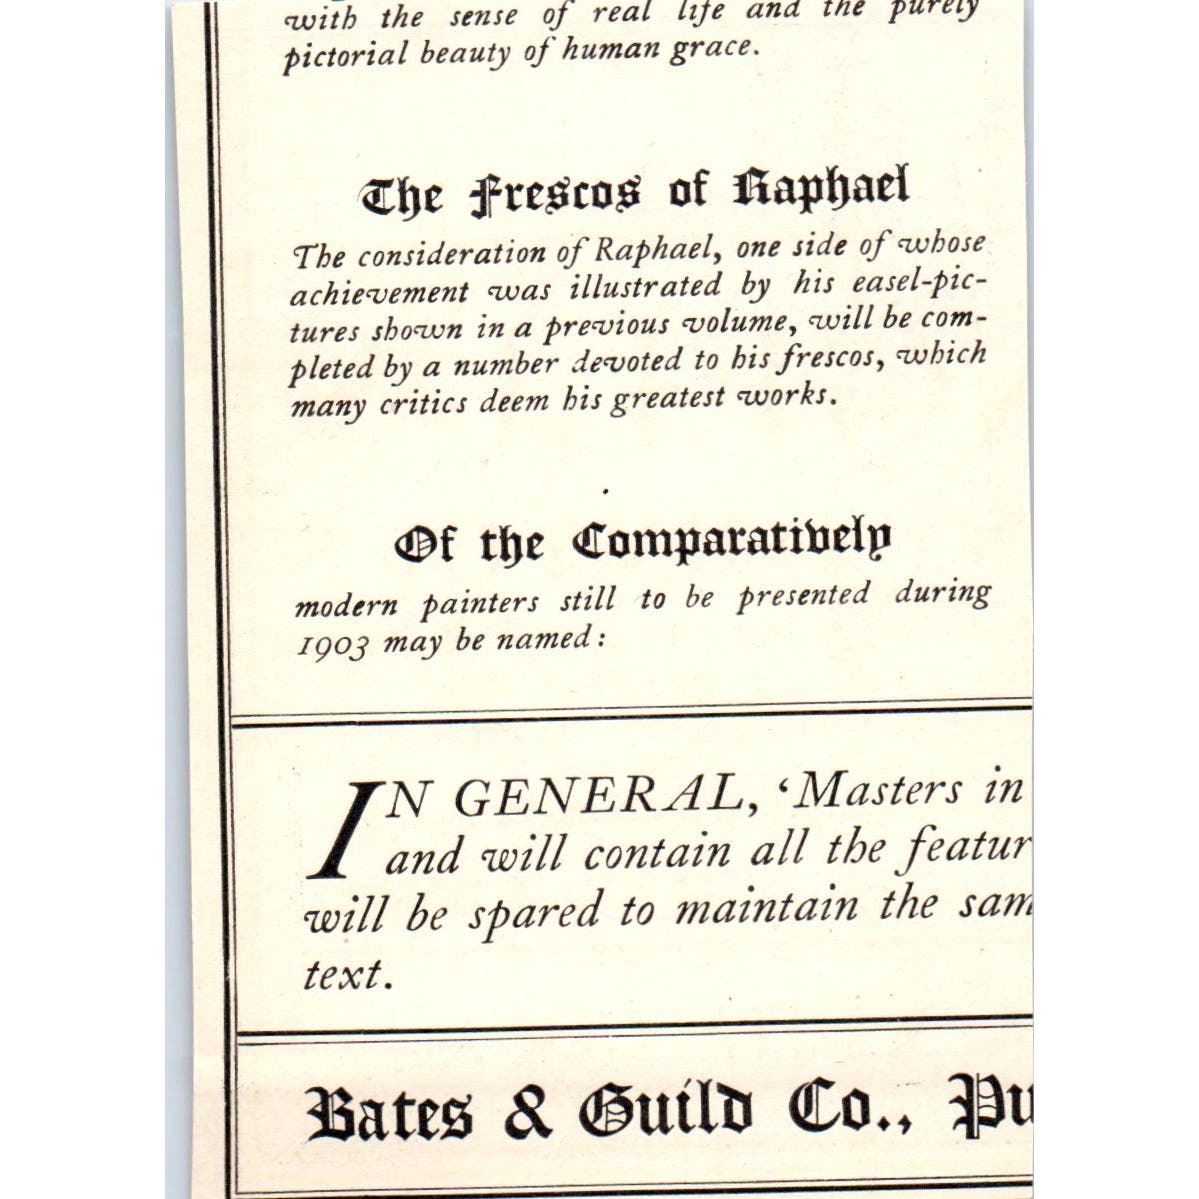 with the sense of real life and the purely
pictorial beauty of human grace.
The Frescos of Raphael
The consideration of Raphael, one side of whose
achievement was illustrated by his easel-pic-
tures shown in a previous volume, will be com-
pleted by a number devoted to his frescos, which
many critics deem his greatest works.
Of the Comparatively
modern painters still to be presented during
1903 may be named:
IN GENERAL, ‘Masters in
and will contain all the featur
will be spared to maintain the sam
text.
Bates & Guild Co., Pu